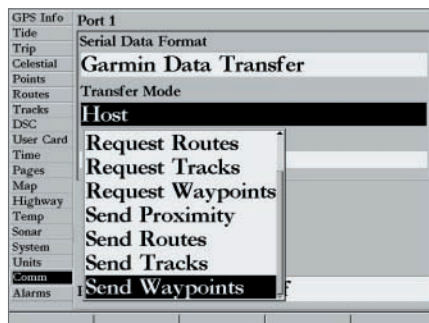 GPS Info
Tide
Trip
Celestial
Points
Routes
Tracks
DSC
User Card
Time
Pages
Map
Highway
Temp
Sonar
System
Units
Comm
Alarms
Port 1
Serial Data Format
Garmin Data Transfer
Transfer Mode
Host
Request Routes
Request Tracks
Request Waypoints
Send Proximity
Send Routes
Send Tracks
Send Waypoints